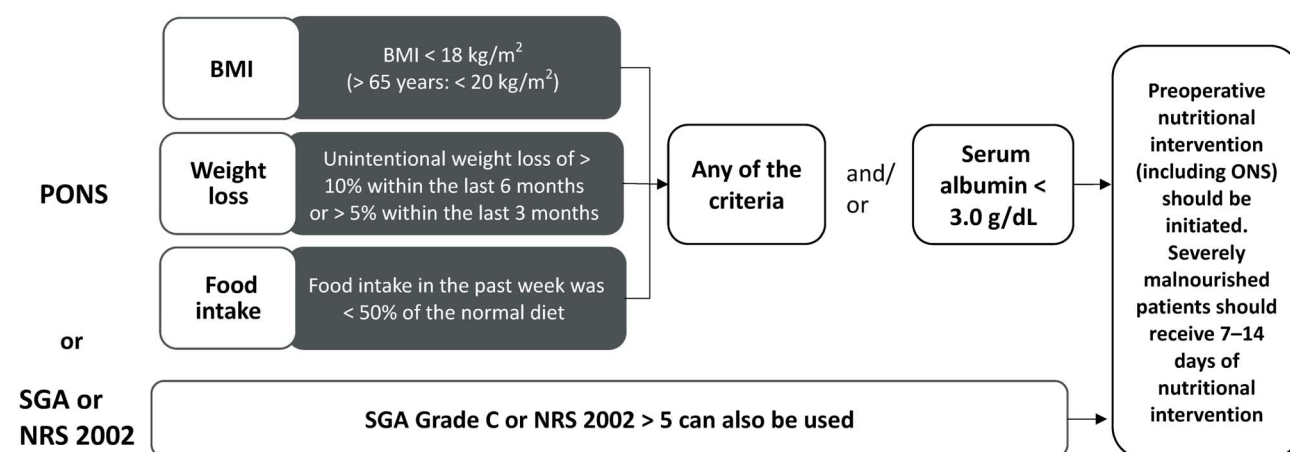 PONS
BMI
BMI < 18 kg/m²
(> 65 years: < 20 kg/m²)
Weight
loss
Unintentional weight loss of >
10% within the last 6 months
or > 5% within the last 3 months
Food
intake
Food intake in the past week was
< 50% of the normal diet
Any of the
criteria
and/
or
Serum
albumin <
3.0 g/dL
Preoperative
nutritional
intervention
(including ONS)
should be
initiated.
Severely
malnourished
patients should
receive 7–14
days of
nutritional
intervention
or
SGA or
NRS 2002
SGA Grade C or NRS 2002 > 5 can also be used